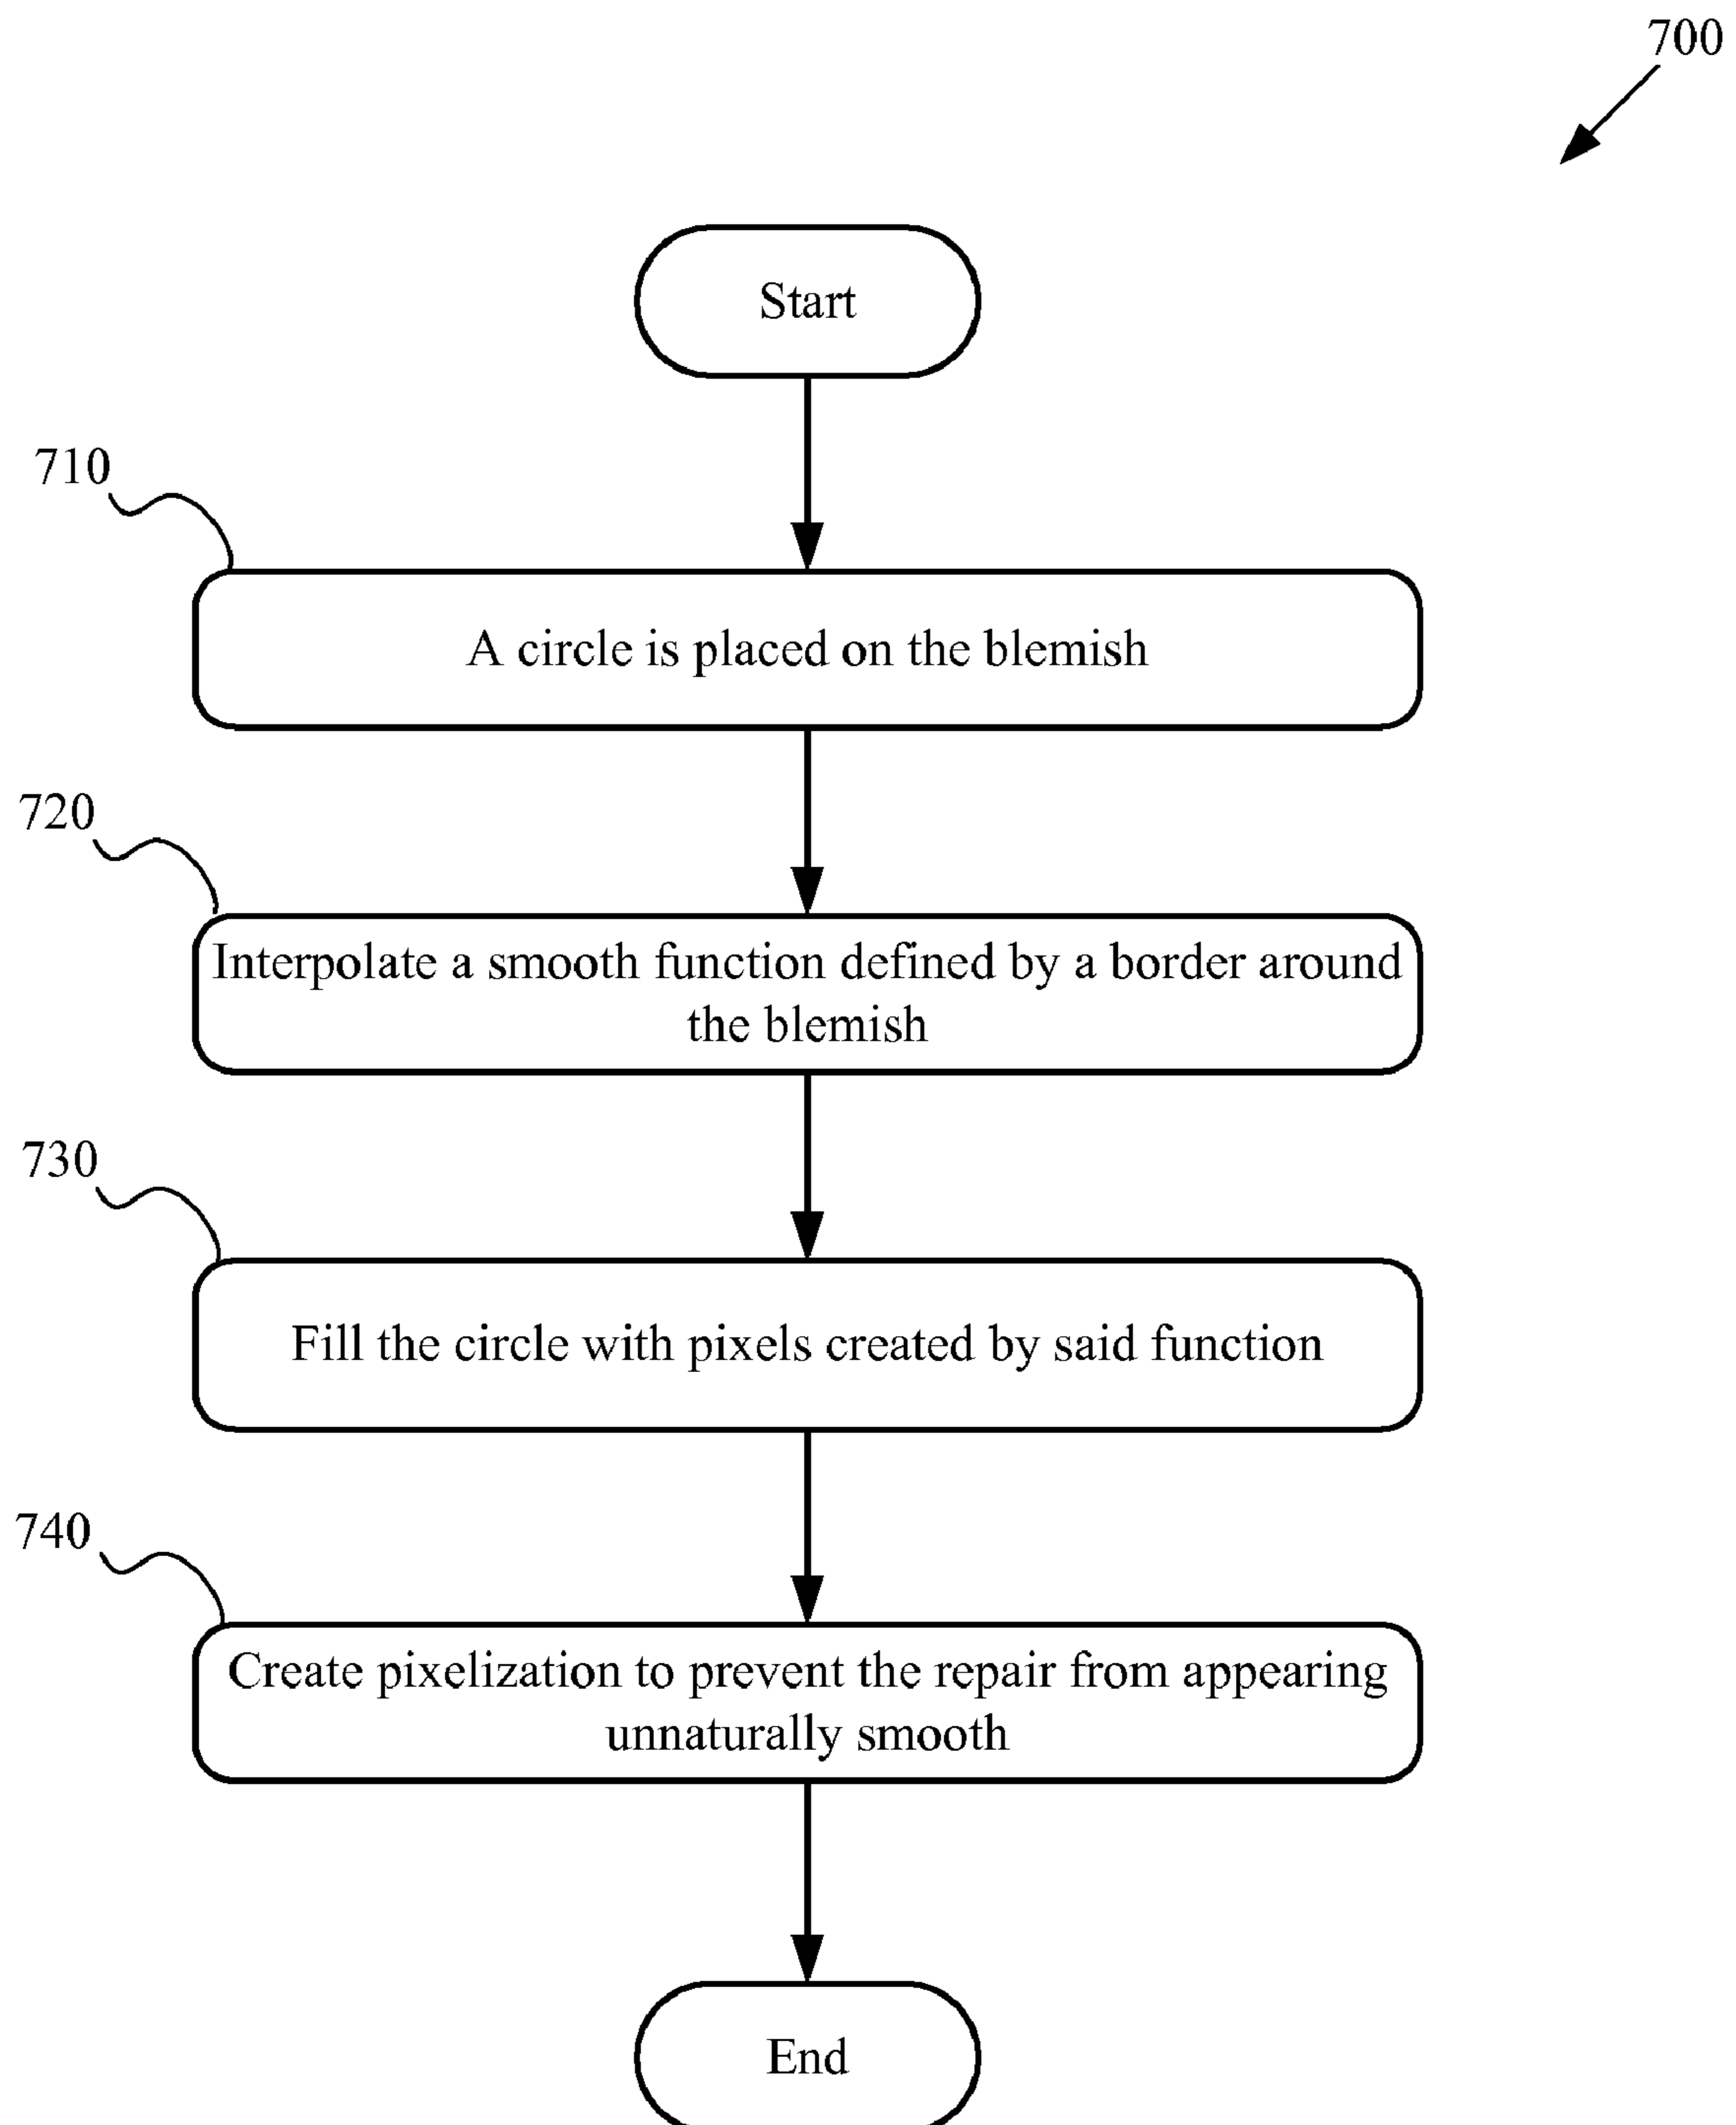 700
Start
710
A circle is placed on the blemish
720
Interpolate a smooth function defined by a border around
the blemish
730
Fill the circle with pixels created by said function
740
Create pixelization to prevent the repair from appearing
unnaturally smooth
End